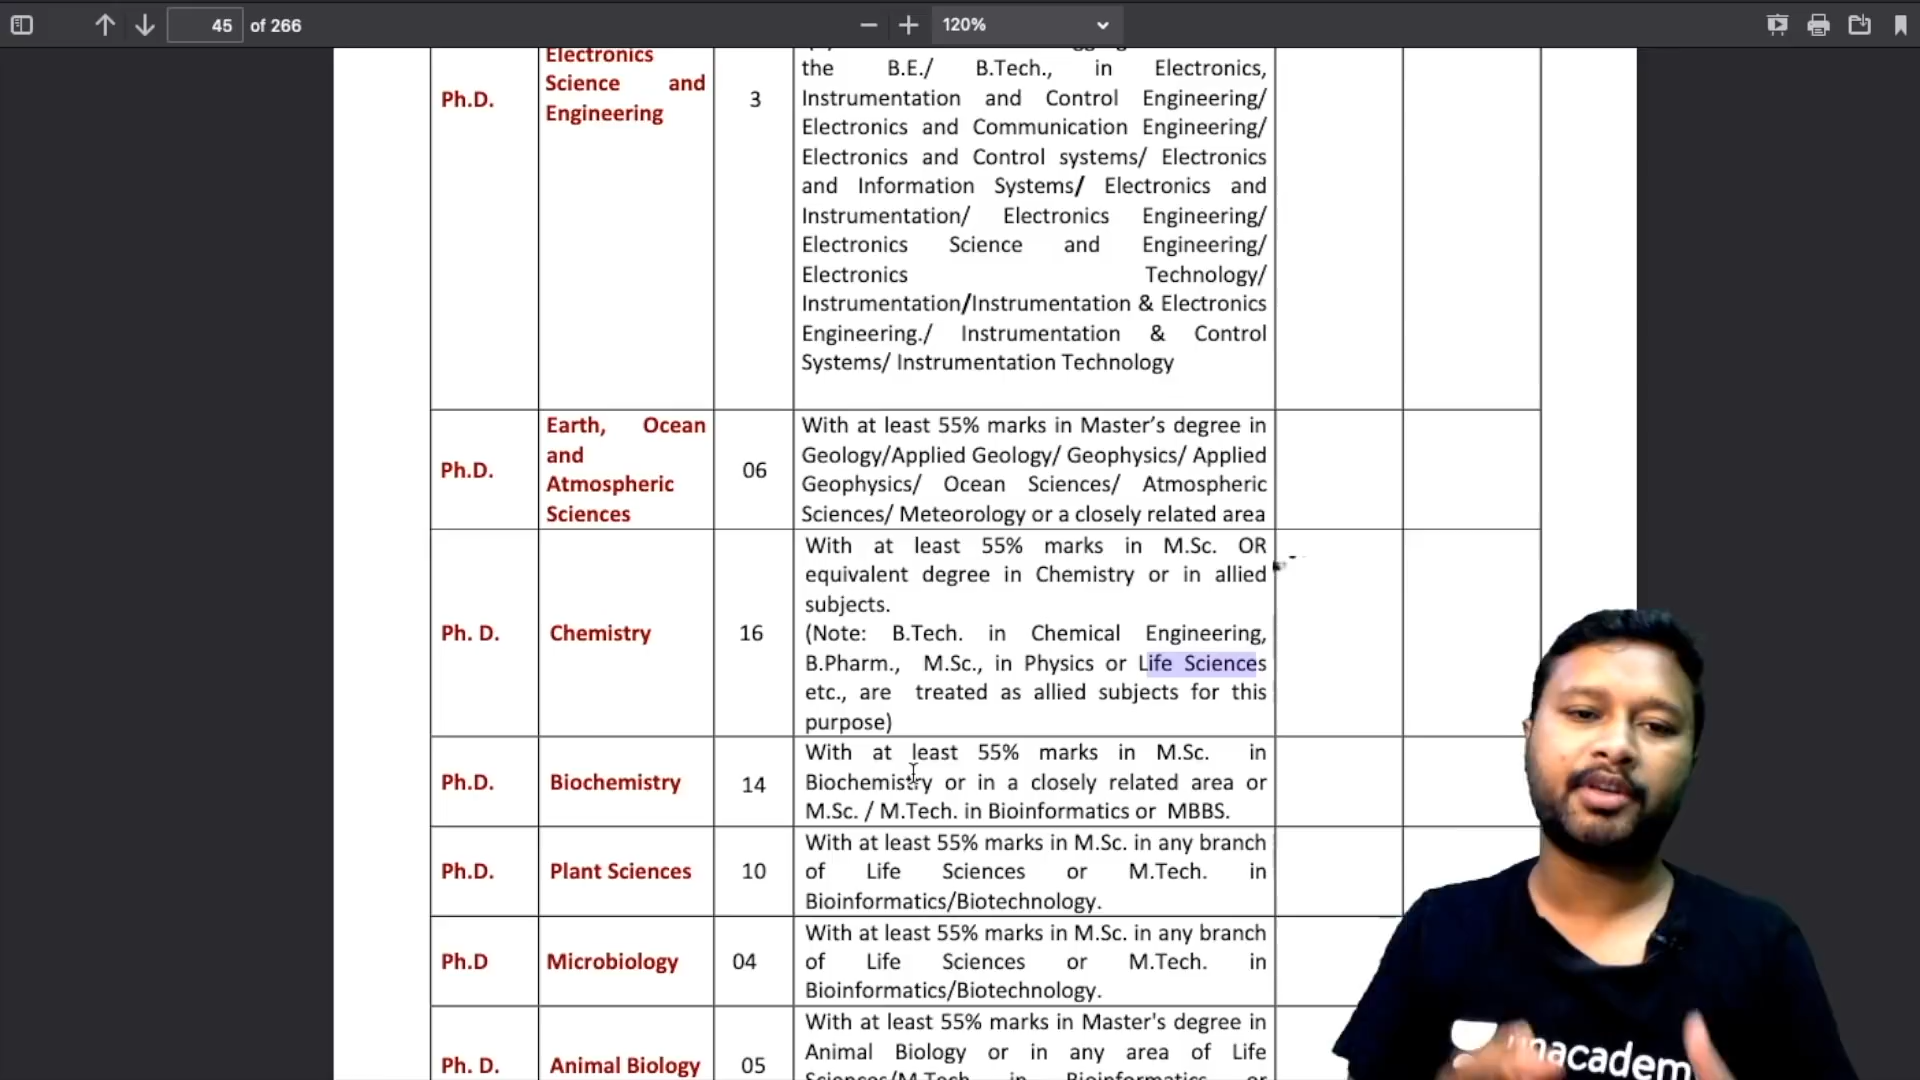 45 of 266
120%
Electronics
Science and
Engineering
Ph.D.
3
the B.E./ B.Tech., in Electronics,
Instrumentation and Control Engineering/
Electronics and Communication Engineering/
Electronics and Control systems/ Electronics
and Information Systems/ Electronics and
Instrumentation/ Electronics Engineering/
Electronics Science and Engineering/
Electronics Technology/
Instrumentation/Instrumentation & Electronics
Engineering./ Instrumentation & Control
Systems/ Instrumentation Technology
Ph.D.
Earth, Ocean
and
Atmospheric
Sciences
06
With at least 55% marks in Master’s degree in
Geology/Applied Geology/ Geophysics/ Applied
Geophysics/ Ocean Sciences/ Atmospheric
Sciences/ Meteorology or a closely related area
Ph. D.
Chemistry
16
With at least 55% marks in M.Sc. OR
equivalent degree in Chemistry or in allied
subjects.
(Note: B.Tech. in Chemical Engineering,
B.Pharm., M.Sc., in Physics or Life Sciences
etc., are treated as allied subjects for this
purpose)
Ph.D.
Biochemistry
14
With at least 55% marks in M.Sc. in
Biochemistry or in a closely related area or
M.Sc. / M.Tech. in Bioinformatics or MBBS.
Ph.D.
Plant Sciences
10
With at least 55% marks in M.Sc. in any branch
of Life Sciences or M.Tech. in
Bioinformatics/Biotechnology.
Ph.D
Microbiology
04
With at least 55% marks in M.Sc. in any branch
of Life Sciences or M.Tech. in
Bioinformatics/Biotechnology.
Ph. D.
Animal Biology
05
With at least 55% marks in Master's degree in
Animal Biology or in any area of Life
Sciences/M.Tech. in Bioinformatics or